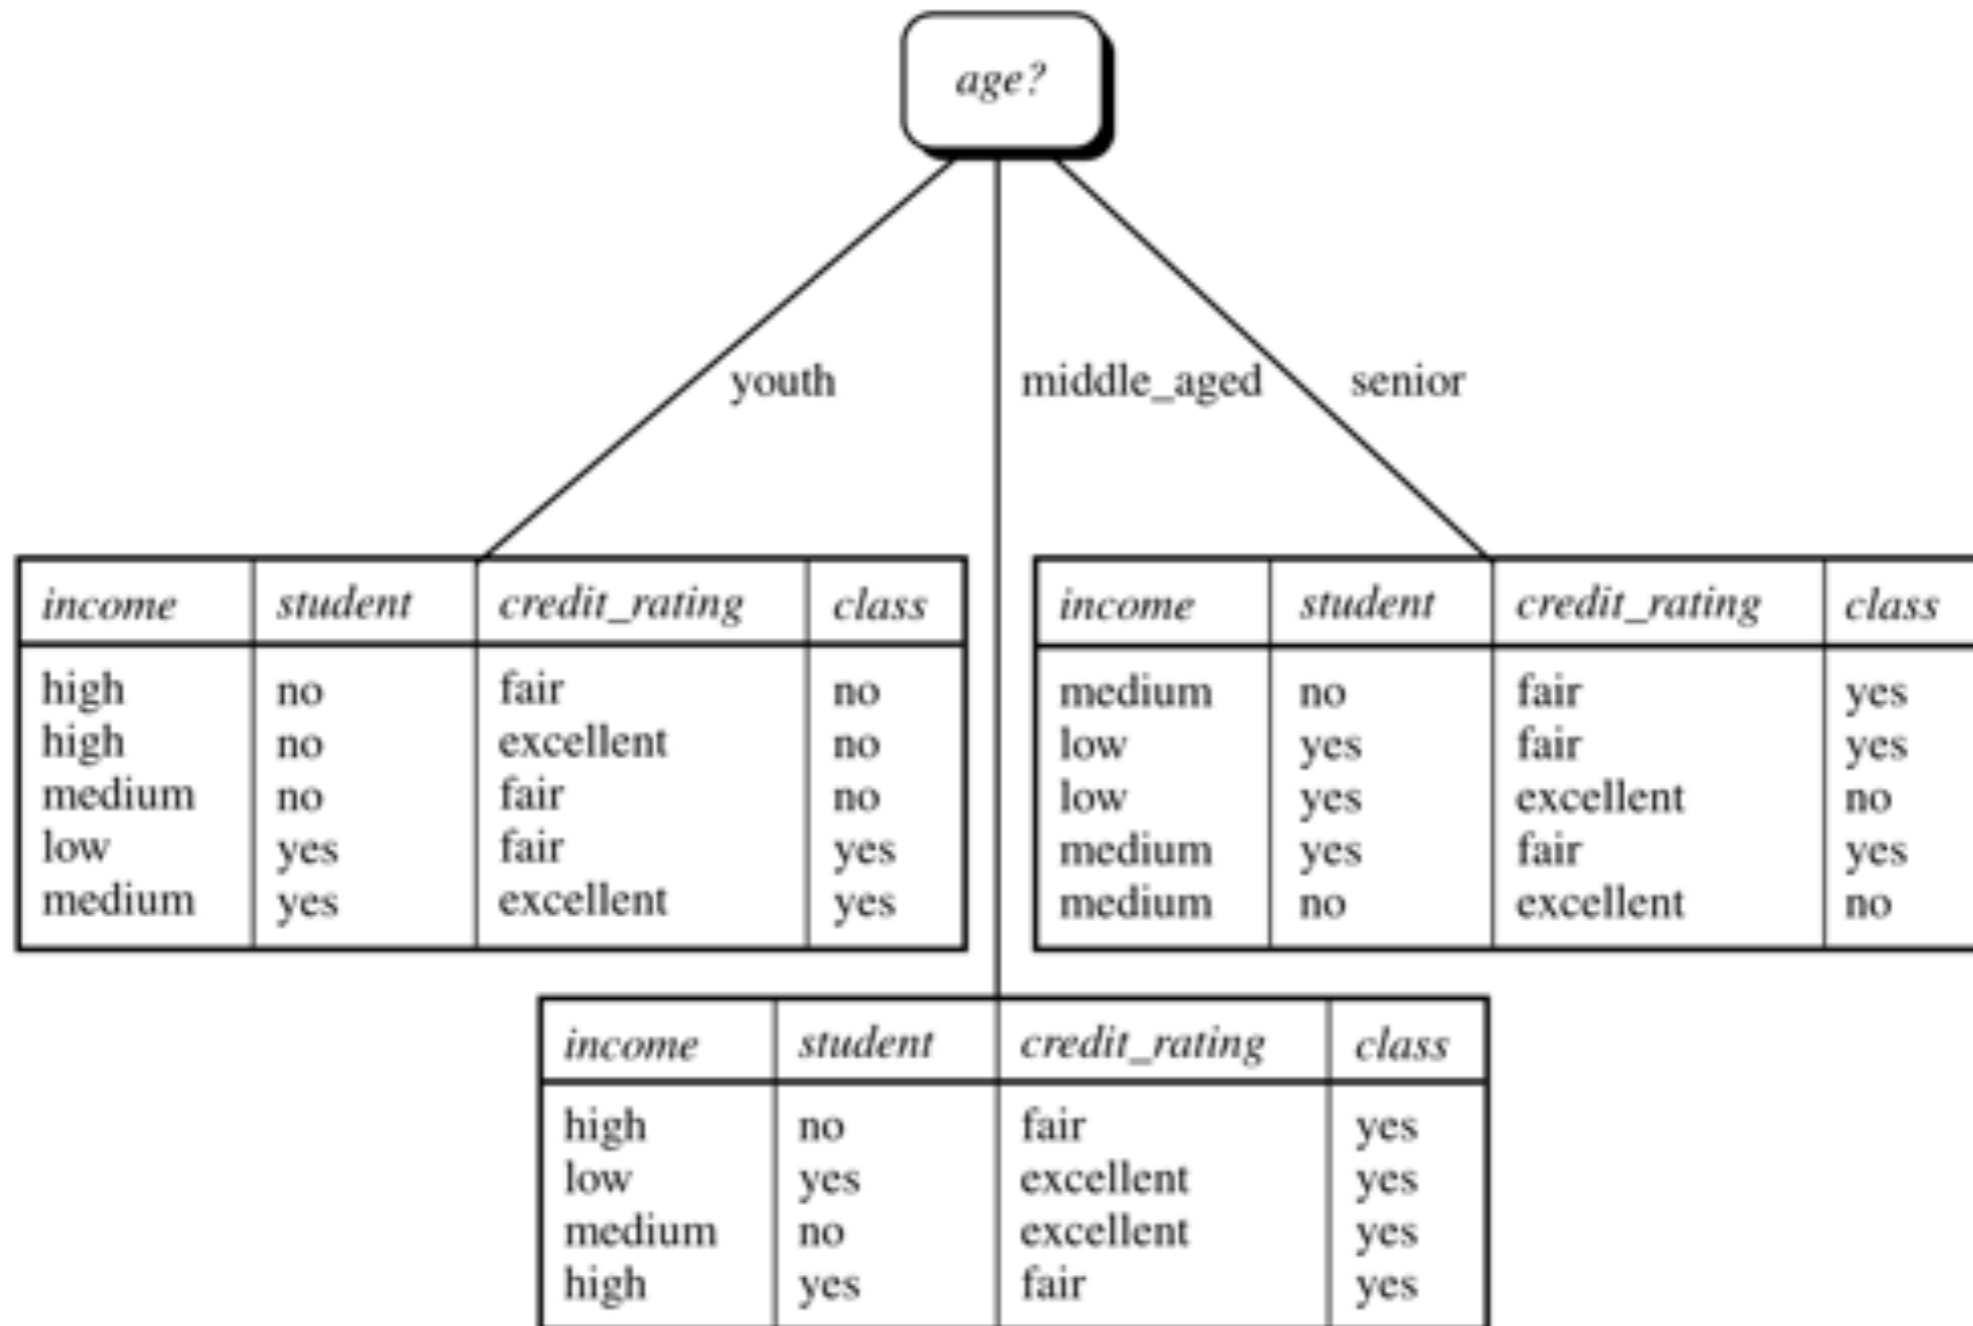 age?
youth
middle_aged
senior
income student credit_rating class
high no fair no
high no excellent no
medium no fair no
low yes fair yes
medium yes excellent yes
income student credit_rating class
medium no fair yes
low yes fair yes
low yes excellent no
medium yes fair yes
medium no excellent no
income student credit_rating class
high no fair yes
low yes excellent yes
medium no excellent yes
high yes fair yes